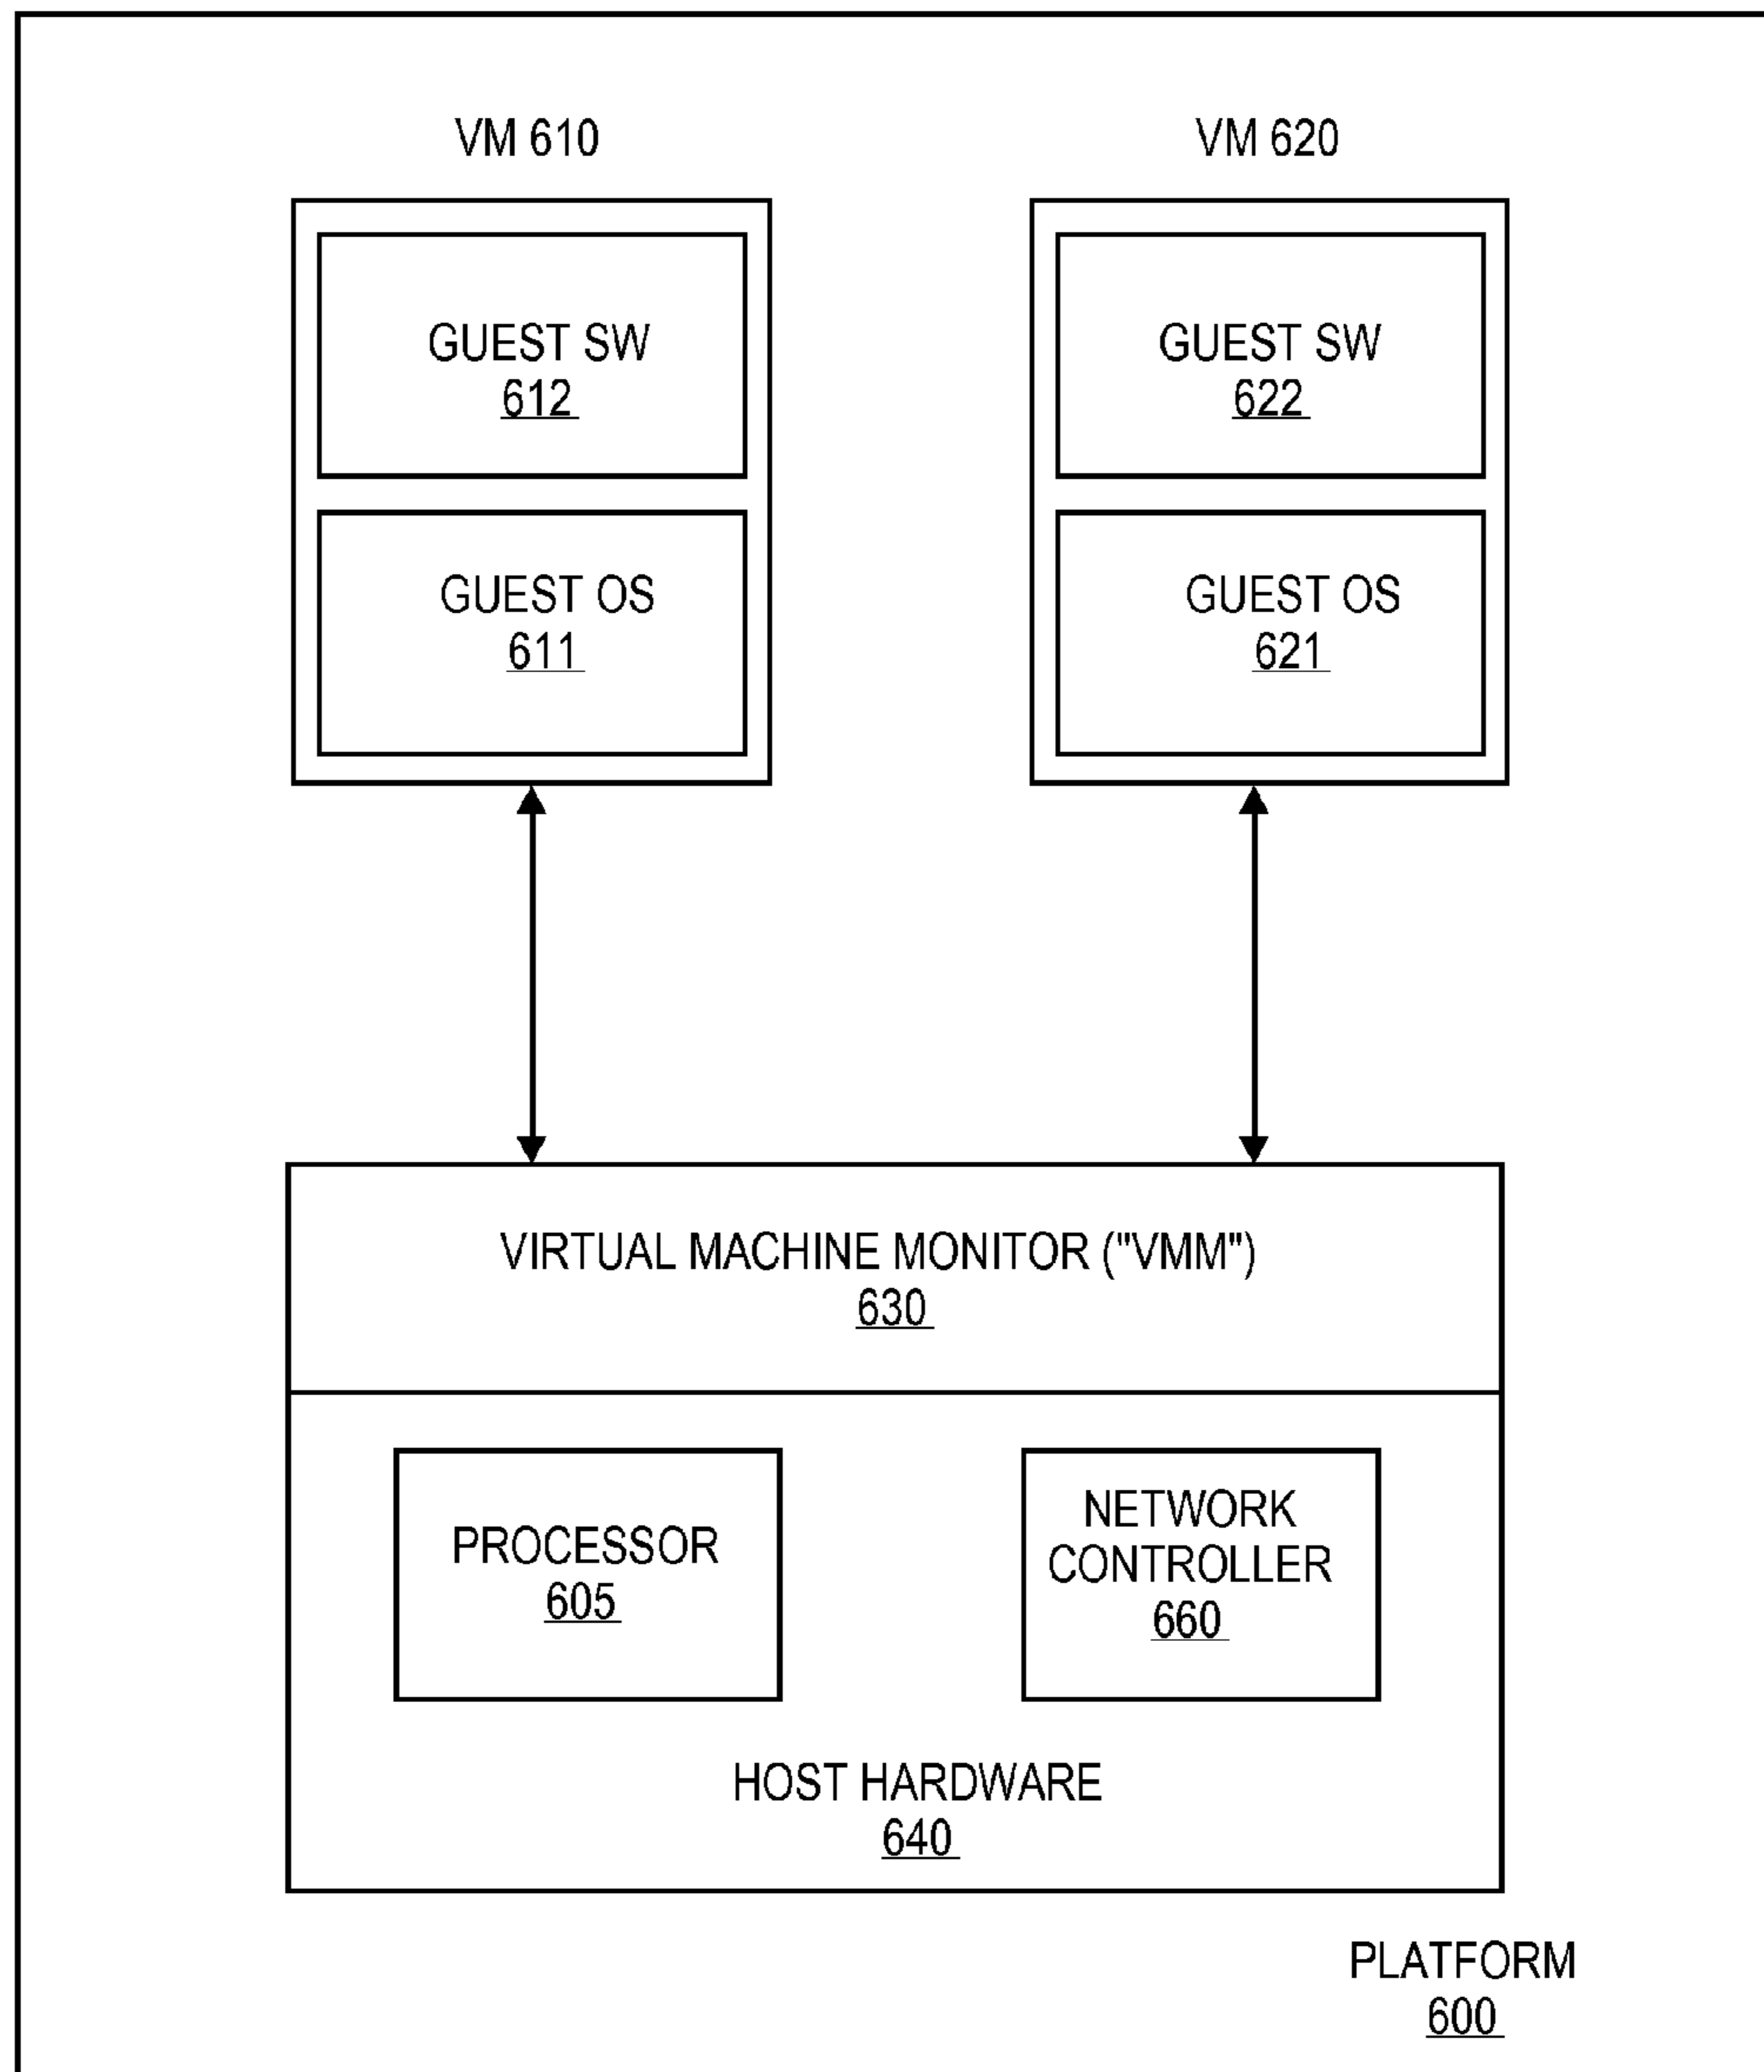 VM 610
VM 620
GUEST SW
612
GUEST OS
611
GUEST SW
622
GUEST OS
621
VIRTUAL MACHINE MONITOR ("VMM")
630
PROCESSOR
605
NETWORK
CONTROLLER
660
HOST HARDWARE
640
PLATFORM
600